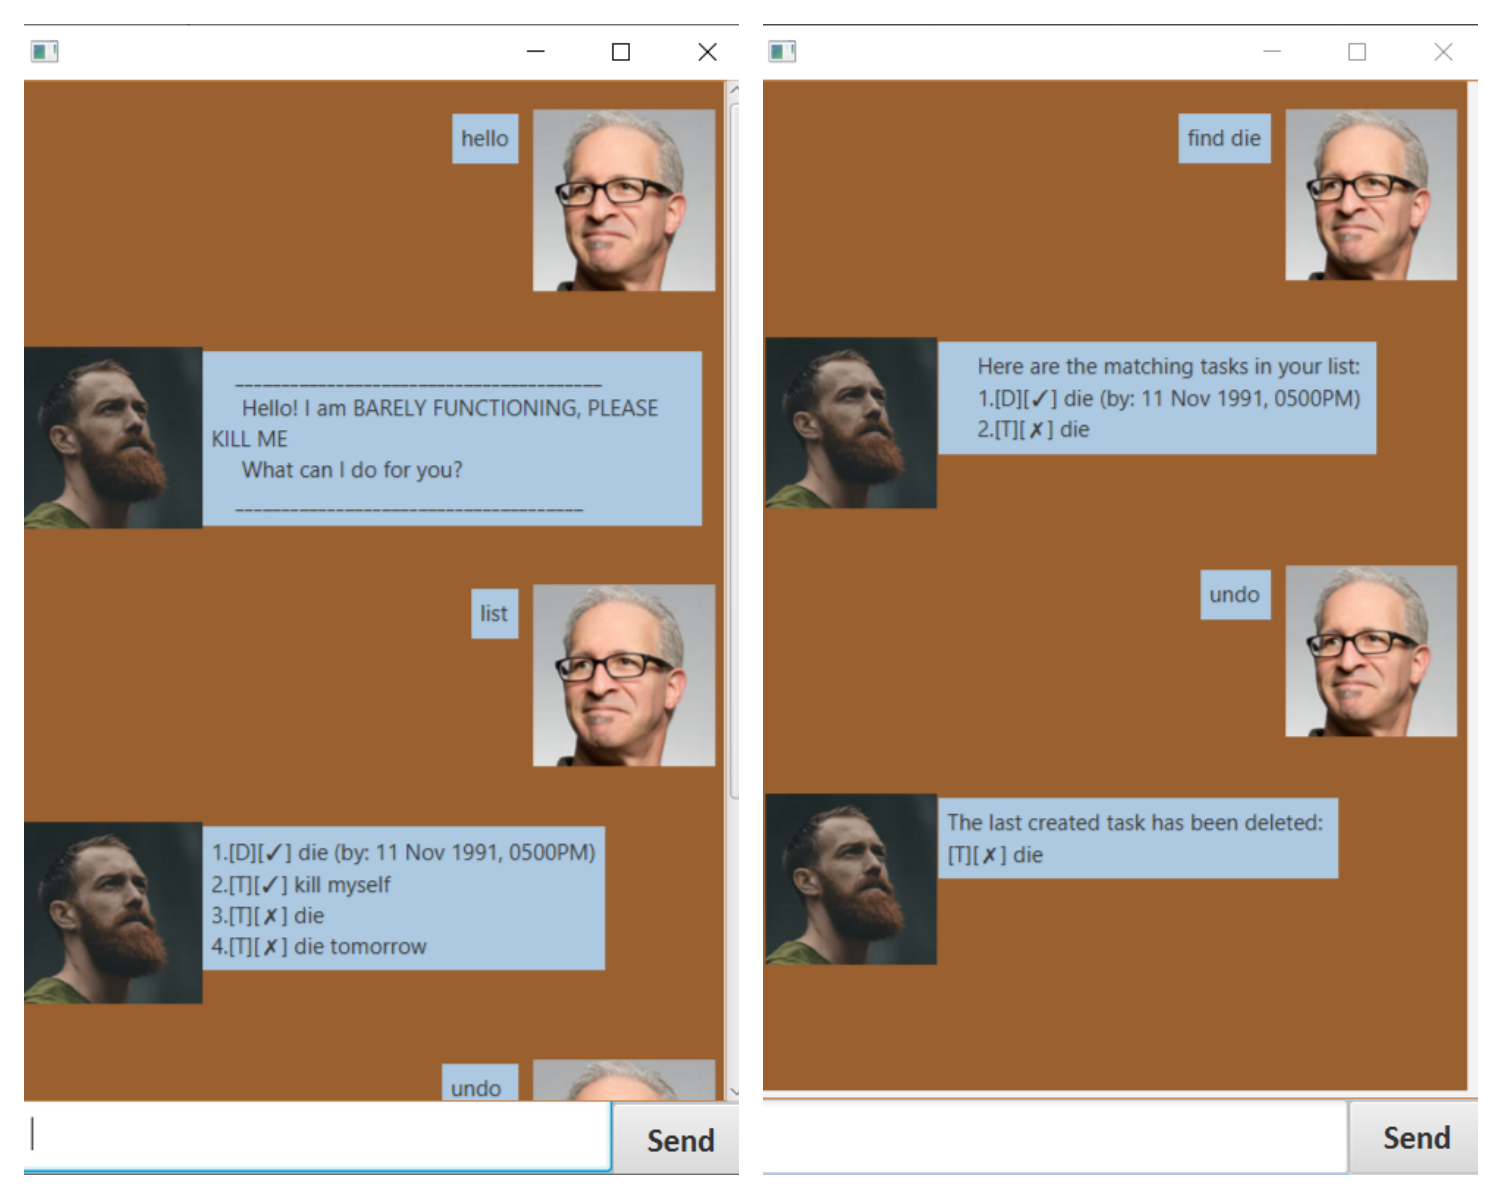 hello
________________________________________
Hello! I am BARELY FUNCTIONING, PLEASE
KILL ME
What can I do for you?
______________________________________
list
1.[D][✓] die (by: 11 Nov 1991, 0500PM)
2.[T][✓] kill myself
3.[T][✗] die
4.[T][✗] die tomorrow
undo
Send
find die
Here are the matching tasks in your list:
1.[D][✓] die (by: 11 Nov 1991, 0500PM)
2.[T][✗] die
undo
The last created task has been deleted:
[T][✗] die
Send